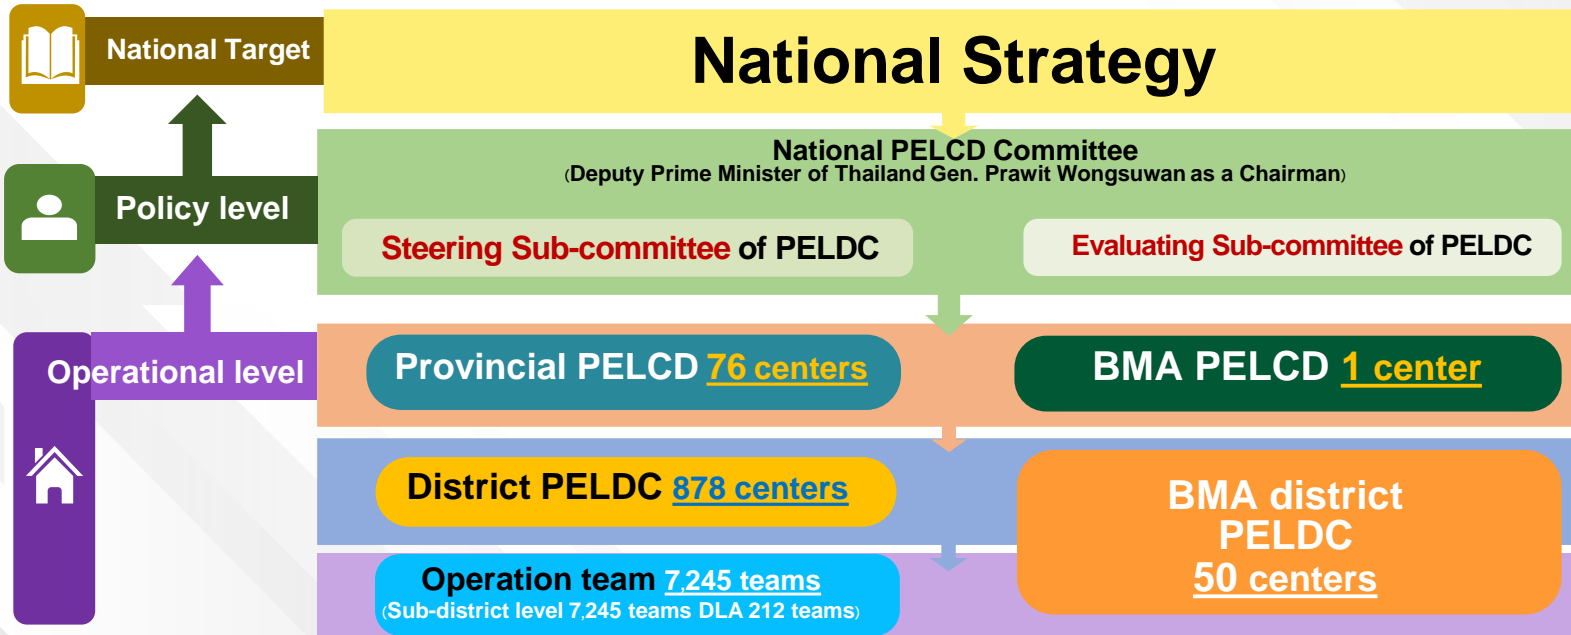 National Target
National Strategy
National PELCD Committee
(Deputy Prime Minister of Thailand Gen. Prawit Wongsuwan as a Chairman)
Policy level
Steering Sub-committee of PELDC
Evaluating Sub-committee of PELDC
Operational level
Provincial PELCD 76 centers
BMA PELCD 1 center
District PELDC 878 centers
BMA district
PELDC
50 centers
Operation team 7,245 teams
(Sub-district level 7,245 teams DLA 212 teams)